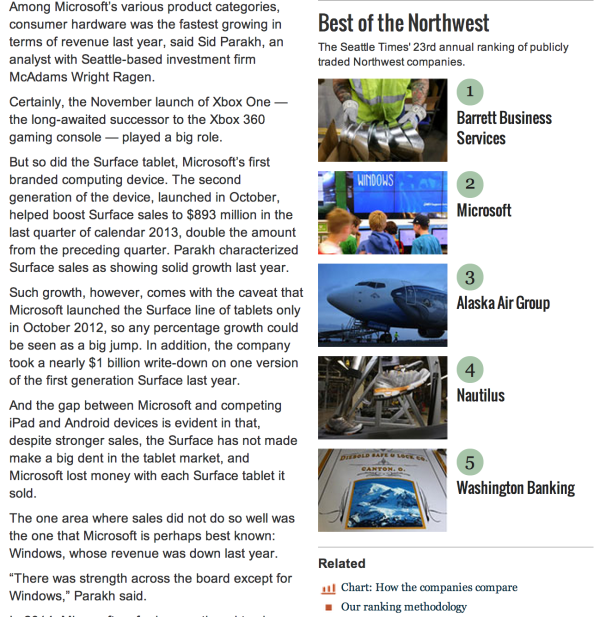 Among Microsoft's various product categories,
consumer hardware was the fastest growing in
terms of revenue last year, said Sid Parakh, an
analyst with Seattle-based investment firm
McAdams Wright Ragen.
Certainly, the November launch of Xbox One —
the long-awaited successor to the Xbox 360
gaming console — played a big role.
But so did the Surface tablet, Microsoft's first
branded computing device. The second
generation of the device, launched in October,
helped boost Surface sales to $893 million in the
last quarter of calendar 2013, double the amount
from the preceding quarter. Parakh characterized
Surface sales as showing solid growth last year.
Such growth, however, comes with the caveat that
Microsoft launched the Surface line of tablets only
in October 2012, so any percentage growth could
be seen as a big jump. In addition, the company
took a nearly $1 billion write-down on one version
of the first generation Surface last year.
And the gap between Microsoft and competing
iPad and Android devices is evident in that,
despite stronger sales, the Surface has not made
make a big dent in the tablet market, and
Microsoft lost money with each Surface tablet it
sold.
The one area where sales did not do so well was
the one that Microsoft is perhaps best known:
Windows, whose revenue was down last year.
“There was strength across the board except for
Windows,” Parakh said.
Best of the Northwest
The Seattle Times' 23rd annual ranking of publicly
traded Northwest companies.
1
Barrett Business
Services
WINDOWS
2
Microsoft
3
Alaska Air Group
4
Nautilus
DIEBOLD SAFE & LOCK CO.
CANTON, O.
5
Washington Banking
Related
Chart: How the companies compare
Our ranking methodology